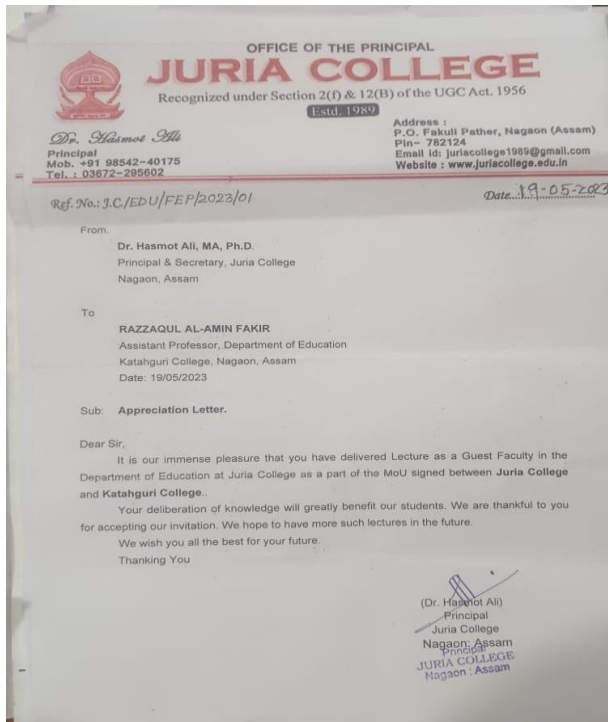 OFFICE OF THE PRINCIPAL
JURIA COLLEGE
Recognized under Section 2(f) & 12(B) of the UGC Act. 1956
Estd. 1989
Dr. Hasmot Ali
Principal
Mob. +91 98542-40175
Tel. : 03672-295602
Address :
P.O. Fakuli Pather, Nagaon (Assam)
Pin- 782124
Email Id: juriacollege1989@gmail.com
Website : www.juriacollege.edu.in
Ref. No.: J.C/EDU/FEP/2023/01
Date...19-05-2023
From.
Dr. Hasmot Ali, MA, Ph.D.
Principal & Secretary, Juria College
Nagaon, Assam
To
RAZZAQUL AL-AMIN FAKIR
Assistant Professor, Department of Education
Katahguri College, Nagaon, Assam
Date: 19/05/2023
Sub: Appreciation Letter.
Dear Sir,
It is our immense pleasure that you have delivered Lecture as a Guest Faculty in the
Department of Education at Juria College as a part of the MoU signed between Juria College
and Katahguri College..
Your deliberation of knowledge will greatly benefit our students. We are thankful to you
for accepting our invitation. We hope to have more such lectures in the future.
We wish you all the best for your future.
Thanking You
(Dr. Hasmot Ali)
Principal
Juria College
Nagaon: Assam
Principal
JURIA COLLEGE
Nagaon : Assam